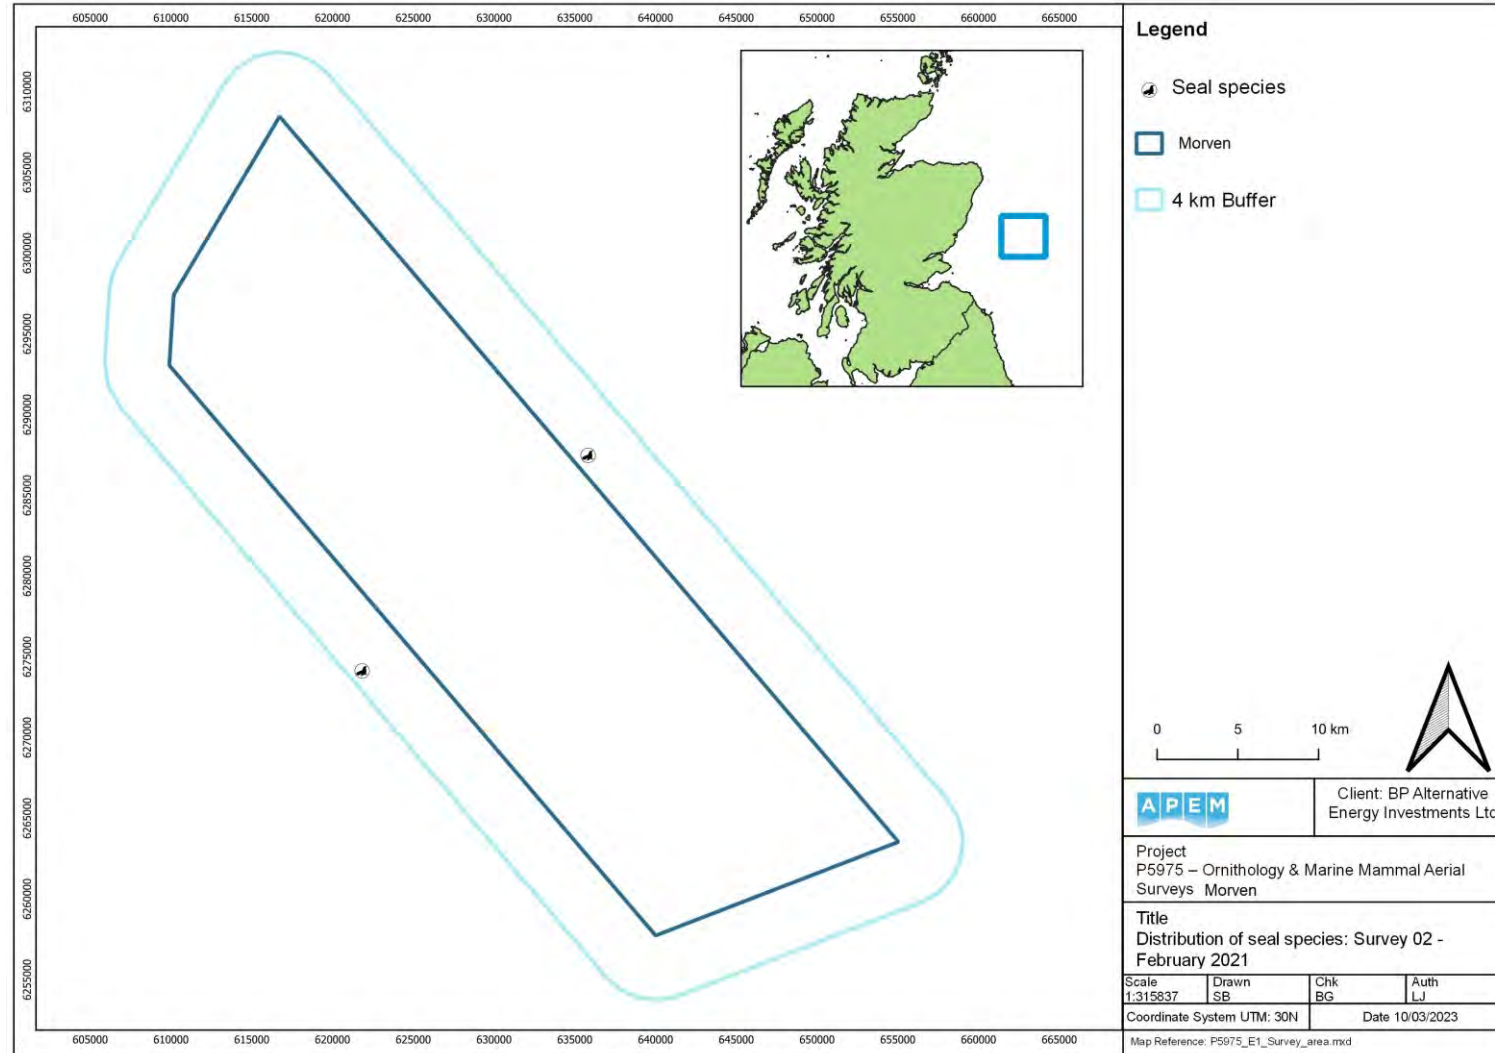 605000 610000 615000 620000 625000 630000 635000 640000 645000 650000 655000 660000 665000
6310000
6305000
6300000
6295000
6290000
6285000
6280000
6275000
6270000
6265000
6260000
6255000
605000 610000 615000 620000 625000 630000 635000 640000 645000 650000 655000 660000 665000
Legend
Seal species
Morven
4 km Buffer
0 5 10 km
APEM
Client: BP Alternative
Energy Investments Ltd
Project
P5975 – Ornithology & Marine Mammal Aerial
Surveys Morven
Title
Distribution of seal species: Survey 02 -
February 2021
Scale Drawn Chk Auth
1:315837 SB BG LJ
Coordinate System UTM: 30N Date 10/03/2023
Map Reference: P5975_E1_Survey_area.mxd